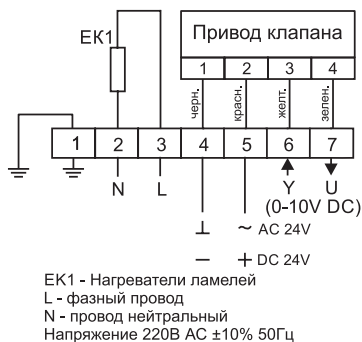 EK1
Привод клапана
1 2 3 4
черн. красн. желт. зелен.
1 2 3 4 5 6 7
N L Y U
(0-10V DC)
⊥ ~ AC 24V
− + DC 24V
EK1 - Нагреватели ламелей
L - фазный провод
N - провод нейтральный
Напряжение 220В AC ±10% 50Гц